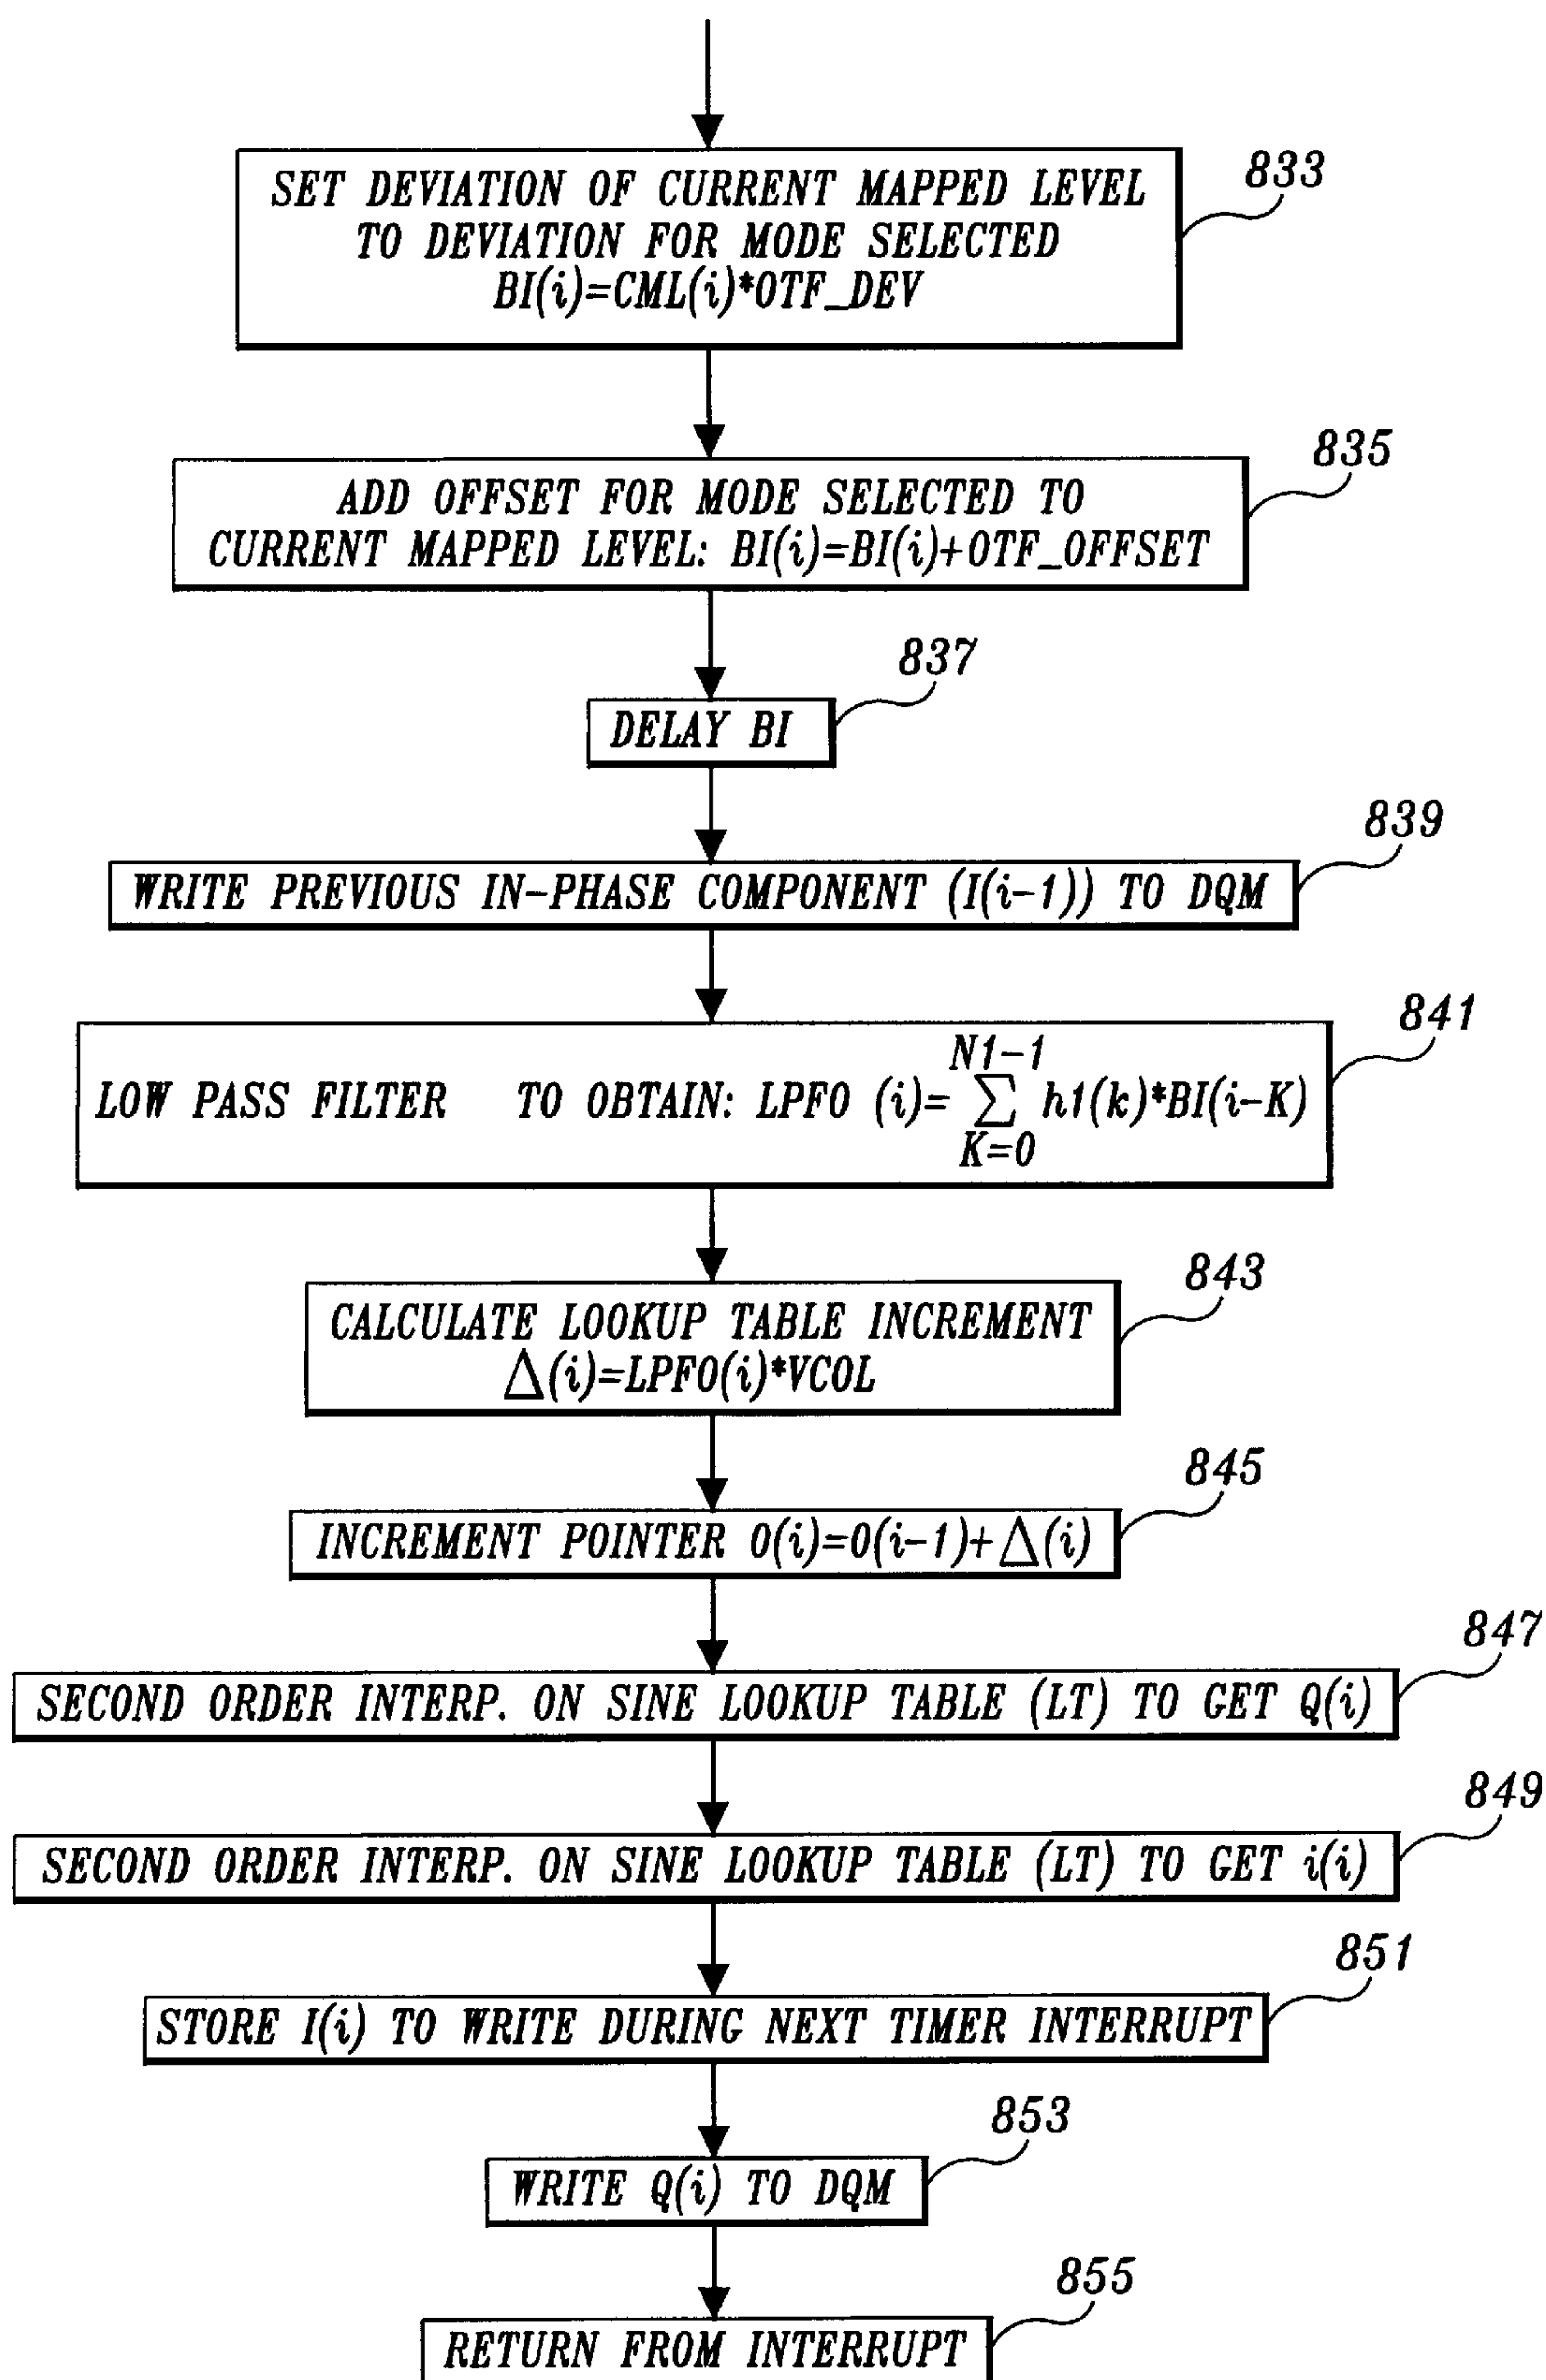 833
SET DEVIATION OF CURRENT MAPPED LEVEL
TO DEVIATION FOR MODE SELECTED
BI(i)=CML(i)*OTF_DEV
835
ADD OFFSET FOR MODE SELECTED TO
CURRENT MAPPED LEVEL: BI(i)=BI(i)+OTF_OFFSET
837
DELAY BI
839
WRITE PREVIOUS IN-PHASE COMPONENT (I(i-1)) TO DQM
841
N1-1
LOW PASS FILTER TO OBTAIN: LPFO (i)= ∑ h1(k)*BI(i-K)
K=0
843
CALCULATE LOOKUP TABLE INCREMENT
Δ(i)=LPFO(i)*VCOL
845
INCREMENT POINTER O(i)=O(i-1)+Δ(i)
847
SECOND ORDER INTERP. ON SINE LOOKUP TABLE (LT) TO GET Q(i)
849
SECOND ORDER INTERP. ON SINE LOOKUP TABLE (LT) TO GET i(i)
851
STORE I(i) TO WRITE DURING NEXT TIMER INTERRUPT
853
WRITE Q(i) TO DQM
855
RETURN FROM INTERRUPT